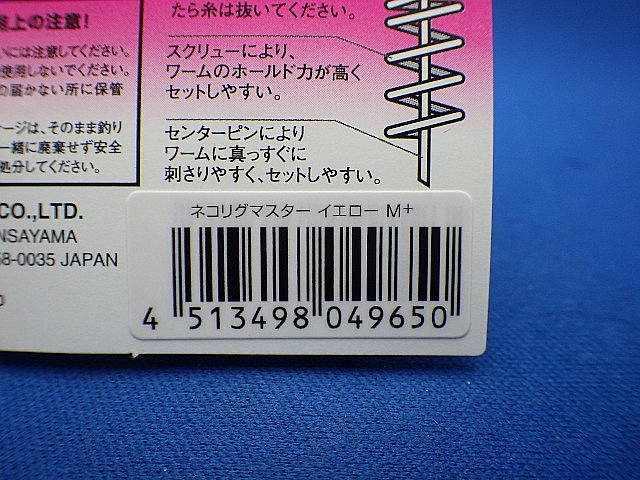 たら糸は抜いてください。
上の注意!
いには注意してください。
使用しないでください。
の届かない所に保管
スクリューにより、
ワームのホールド力が高く
セットしやすい。
ージは、そのまま釣り
一緒に廃棄せず安全
処分してください。
センターピンにより
ワームに真っすぐに
刺さりやすく、セットしやすい。
CO.,LTD.
NSAYAMA
58-0035 JAPAN
ネコリグマスター イエロー M+
4 513498 049650